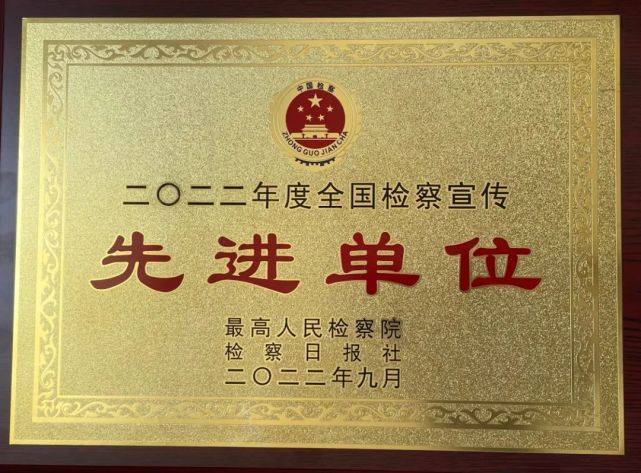 中国检察
ZHONG GUO JIAN CHA
二〇二二年度全国检察宣传
先进单位
最高人民检察院
检察日报社
二〇二二年九月